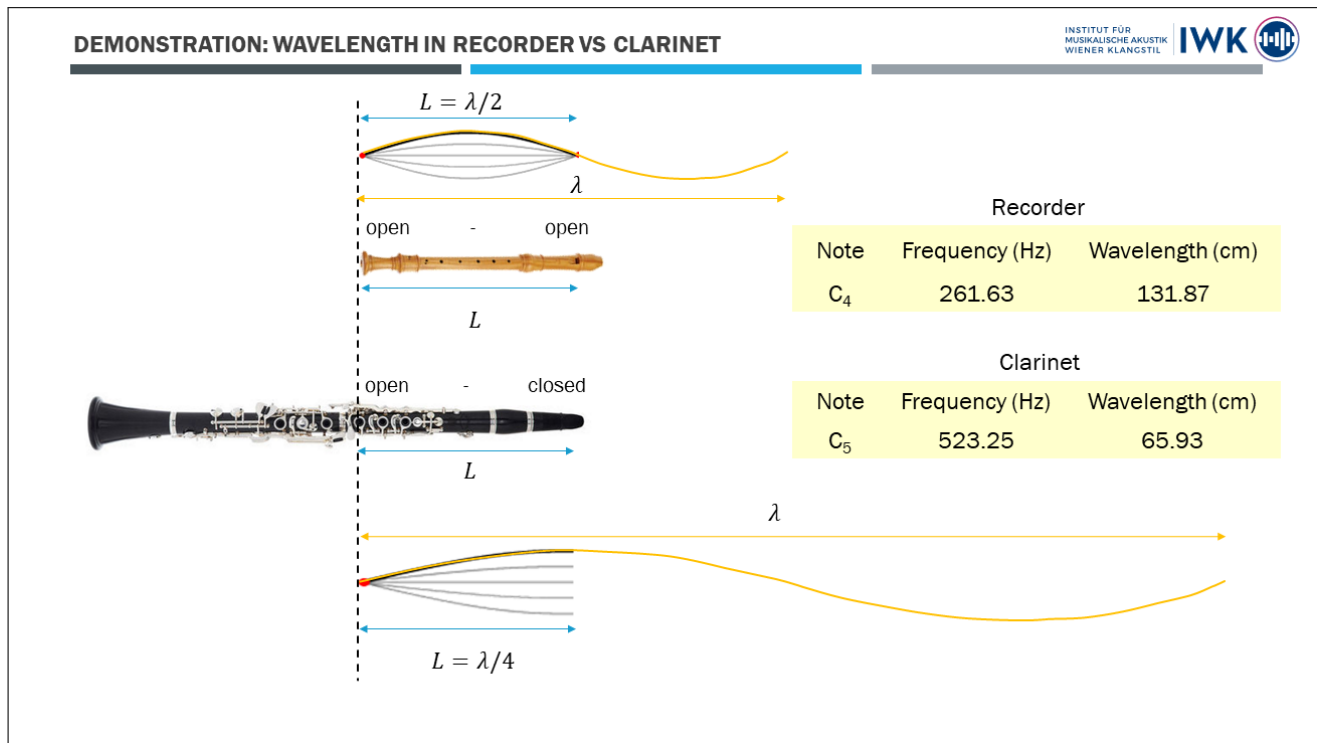 DEMONSTRATION: WAVELENGTH IN RECORDER VS CLARINET
INSTITUT FÜR
MUSIKALISCHE AKUSTIK
WIENER KLANGSTIL
IWK
L = λ/2
λ
open - open
L
Recorder
Note Frequency (Hz) Wavelength (cm)
C₄ 261.63 131.87
open - closed
L
Clarinet
Note Frequency (Hz) Wavelength (cm)
C₅ 523.25 65.93
λ
L = λ/4